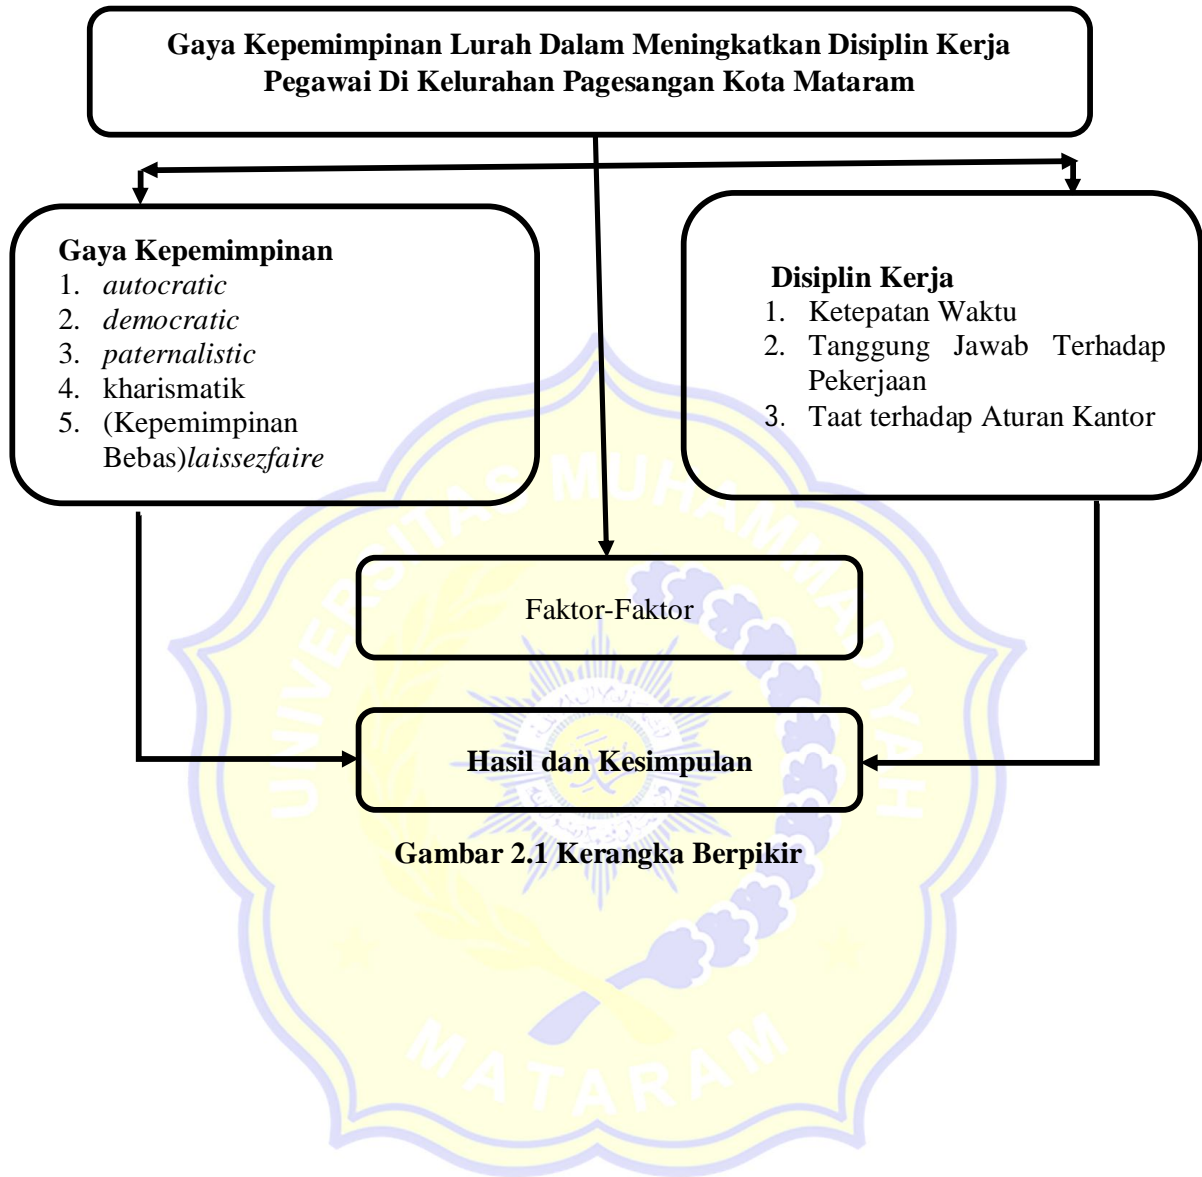 Gaya Kepemimpinan Lurah Dalam Meningkatkan Disiplin Kerja
Pegawai Di Kelurahan Pagesangan Kota Mataram
Gaya Kepemimpinan
1. autocratic
2. democratic
3. paternalistic
4. kharismatik
5. (Kepemimpinan
Bebas)laissezfaire
Disiplin Kerja
1. Ketepatan Waktu
2. Tanggung Jawab Terhadap
Pekerjaan
3. Taat terhadap Aturan Kantor
Faktor-Faktor
Hasil dan Kesimpulan
Gambar 2.1 Kerangka Berpikir
UNIVERSITAS MUHAMMADIYAH
MATARAM